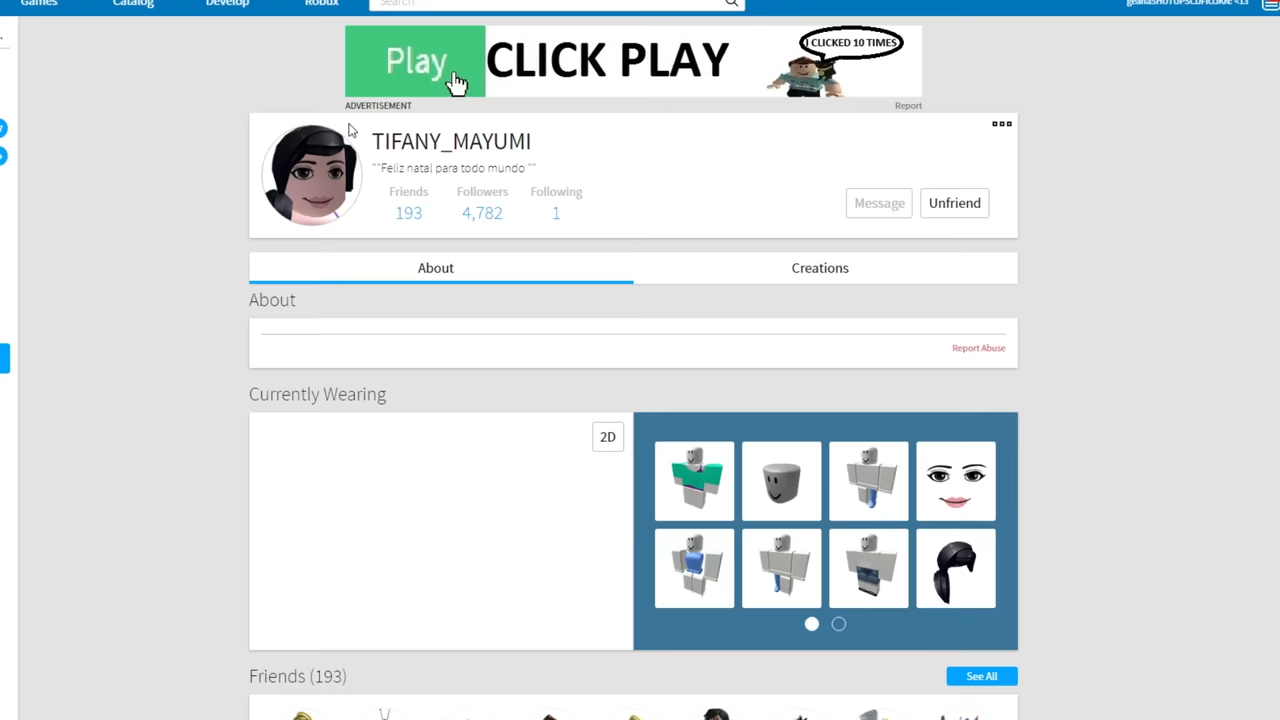 Games Catalog Develop Robux Search
Play CLICK PLAY I CLICKED 10 TIMES
ADVERTISEMENT Report
TIFANY_MAYUMI
""Feliz natal para todo mundo ""
Friends Followers Following
193 4,782 1
Message Unfriend
About Creations
About
Report Abuse
Currently Wearing
2D
Friends (193) See All